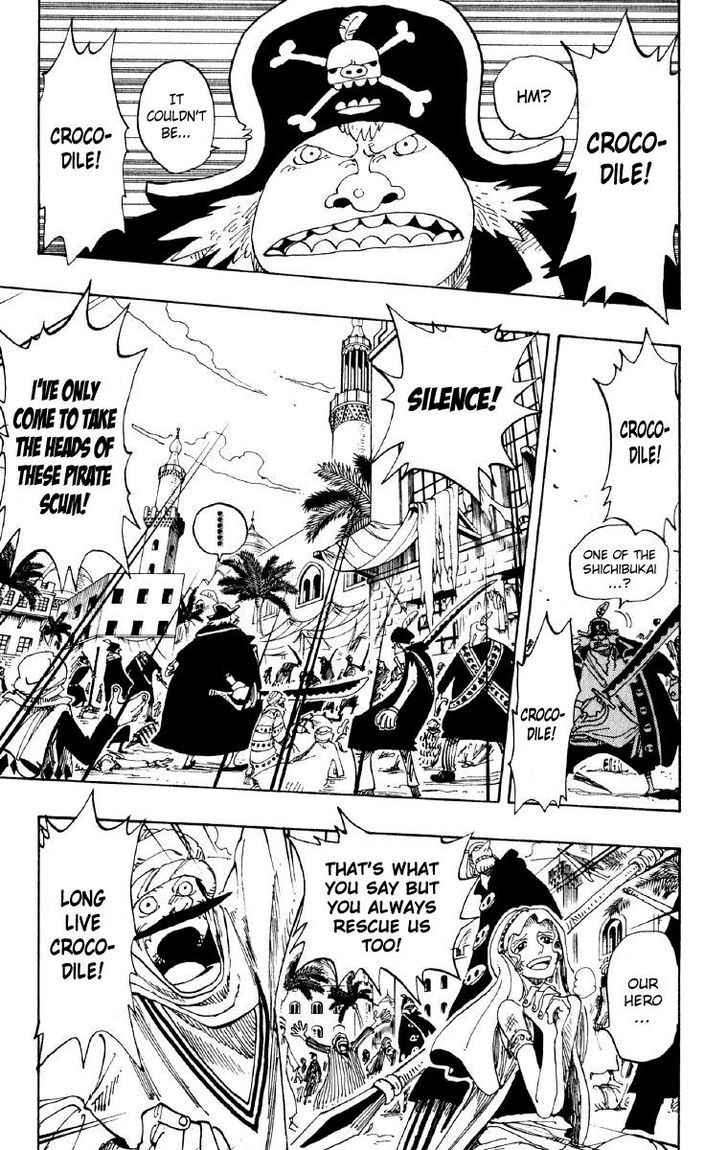 CROCO-
DILE!
HM?
IT
COULDN'T
BE...
CROCO-
DILE!
CROCO-
DILE!
ONE OF THE
SHICHIBUKAI
...?
CROCO-
DILE!
SILENCE!
I'VE ONLY
COME TO TAKE
THE HEADS OF
THESE PIRATE
SCUM!
OUR
HERO
...
THAT'S WHAT
YOU SAY BUT
YOU ALWAYS
RESCUE US
TOO!
LONG
LIVE
CROCO-
DILE!